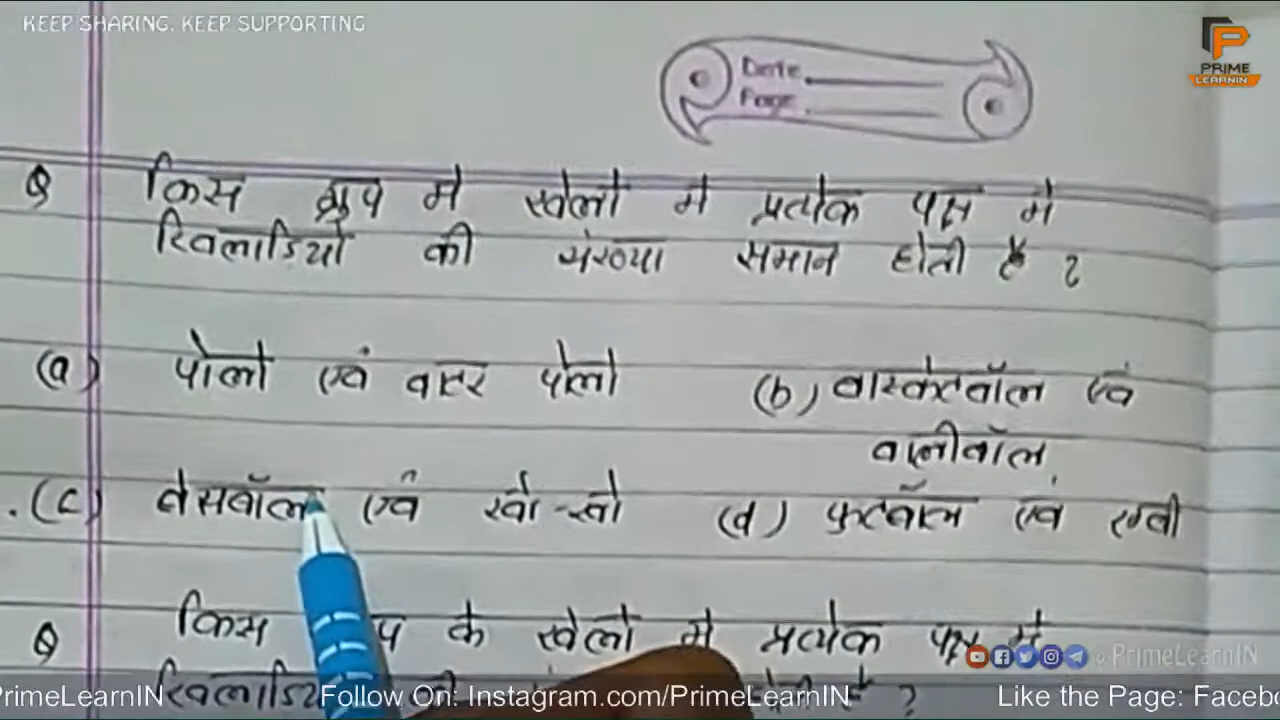 KEEP SHARING. KEEP SUPPORTING
PRIME
LEARNIN
Date
Page
Q किस ग्रुप मे खेलो मे प्रत्येक पक्ष मे
खिलाडियो की संख्या समान होती है ?
(a) पोलो एवं वाटर पोलो (b) बास्केटबॉल एवं
वालीबॉल
(c) बेसबॉल एवं खो-खो (d) फुटबॉल एवं रग्बी
Q किस के खेलो मे प्रत्येक पक्ष मे
@PrimeLearnIN
PrimeLearnIN Follow On: Instagram.com/PrimeLearnIN Like the Page: Facebo